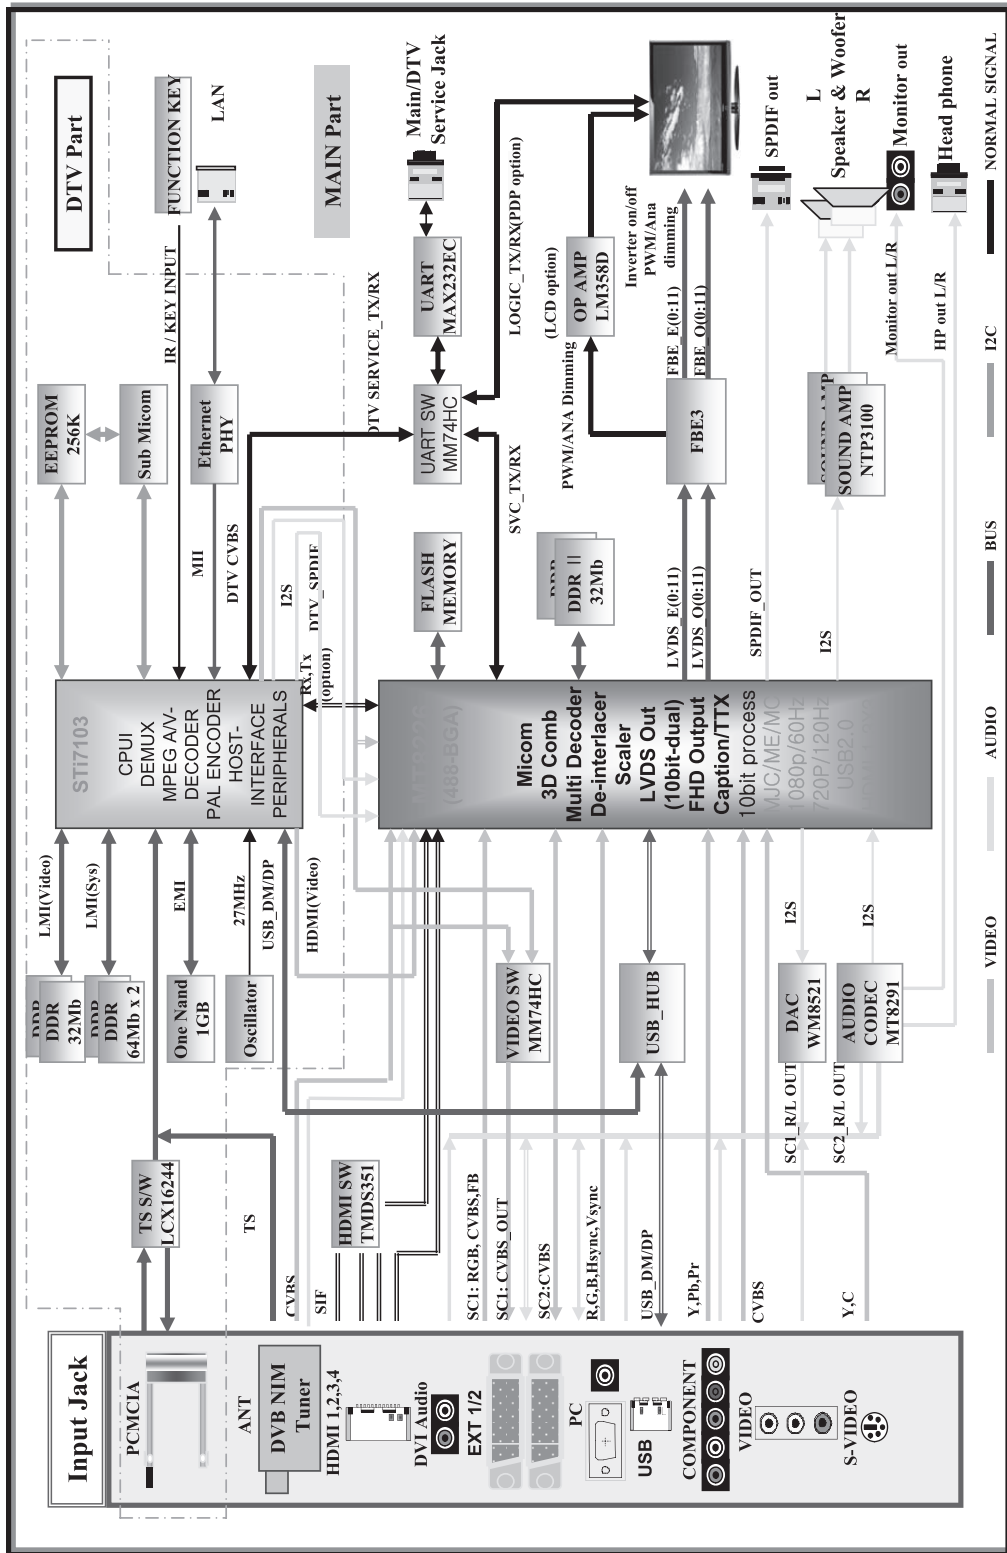 Input Jack
PCMCIA
ANT
DVB NIM
Tuner
HDMI 1,2,3,4
DVI Audio
EXT 1/2
PC
USB
COMPONENT
VIDEO
S-VIDEO
TS S/W
LCX16244
TS
CVBS
SIF
HDMI SW
TMDS351
SC1: RGB, CVBS,FB
SC1: CVBS_OUT
SC2:CVBS
R,G,B,Hsync,Vsync
USB_DM/DP
Y,Pb,Pr
CVBS
Y,C
DDR
32Mb
DDR
64Mb x 2
One Nand
1GB
Oscillator
LMI(Video)
LMI(Sys)
EMI
27MHz
USB_DM/DP
HDMI(Video)
VIDEO SW
MM74HC
USB_HUB
DAC
WM8521
AUDIO
CODEC
MT8291
SC1_R/L OUT
SC2_R/L OUT
I2S
I2S
STi7103
CPUI
DEMUX
MPEG A/V-
DECODER
PAL ENCODER
HOST-
INTERFACE
PERIPHERALS
Rx,Tx
(option)
(488-BGA)
Micom
3D Comb
Multi Decoder
De-interlacer
Scaler
LVDS Out
(10bit-dual)
FHD Output
Caption/TTX
10bit process
MJC/ME/MC
1080p/60Hz
720P/120Hz
USB2.0
EEPROM
256K
Sub Micom
Ethernet
PHY
IR / KEY INPUT
MII
DTV CVBS
I2S
DTV_SPDIF
DTV SERVICE_TX/RX
FLASH
MEMORY
DDR II
32Mb
UART SW
MM74HC
SVC_TX/RX
UART
MAX232EC
LOGIC_TX/RX(PDP option)
(LCD option)
PWM/ANA Dimming
OP AMP
LM358D
FBE3
LVDS_E(0:11)
LVDS_O(0:11)
FBE_E(0:11)
FBE_O(0:11)
Inverter on/off
PWM/Ana
dimming
SPDIF_OUT
I2S
SOUND AMP
SOUND AMP
NTP3100
Monitor out L/R
HP out L/R
DTV Part
FUNCTION KEY
LAN
MAIN Part
Main/DTV
Service Jack
SPDIF out
L
Speaker & Woofer
R
Monitor out
Head phone
VIDEO
AUDIO
BUS
I2C
NORMAL SIGNAL